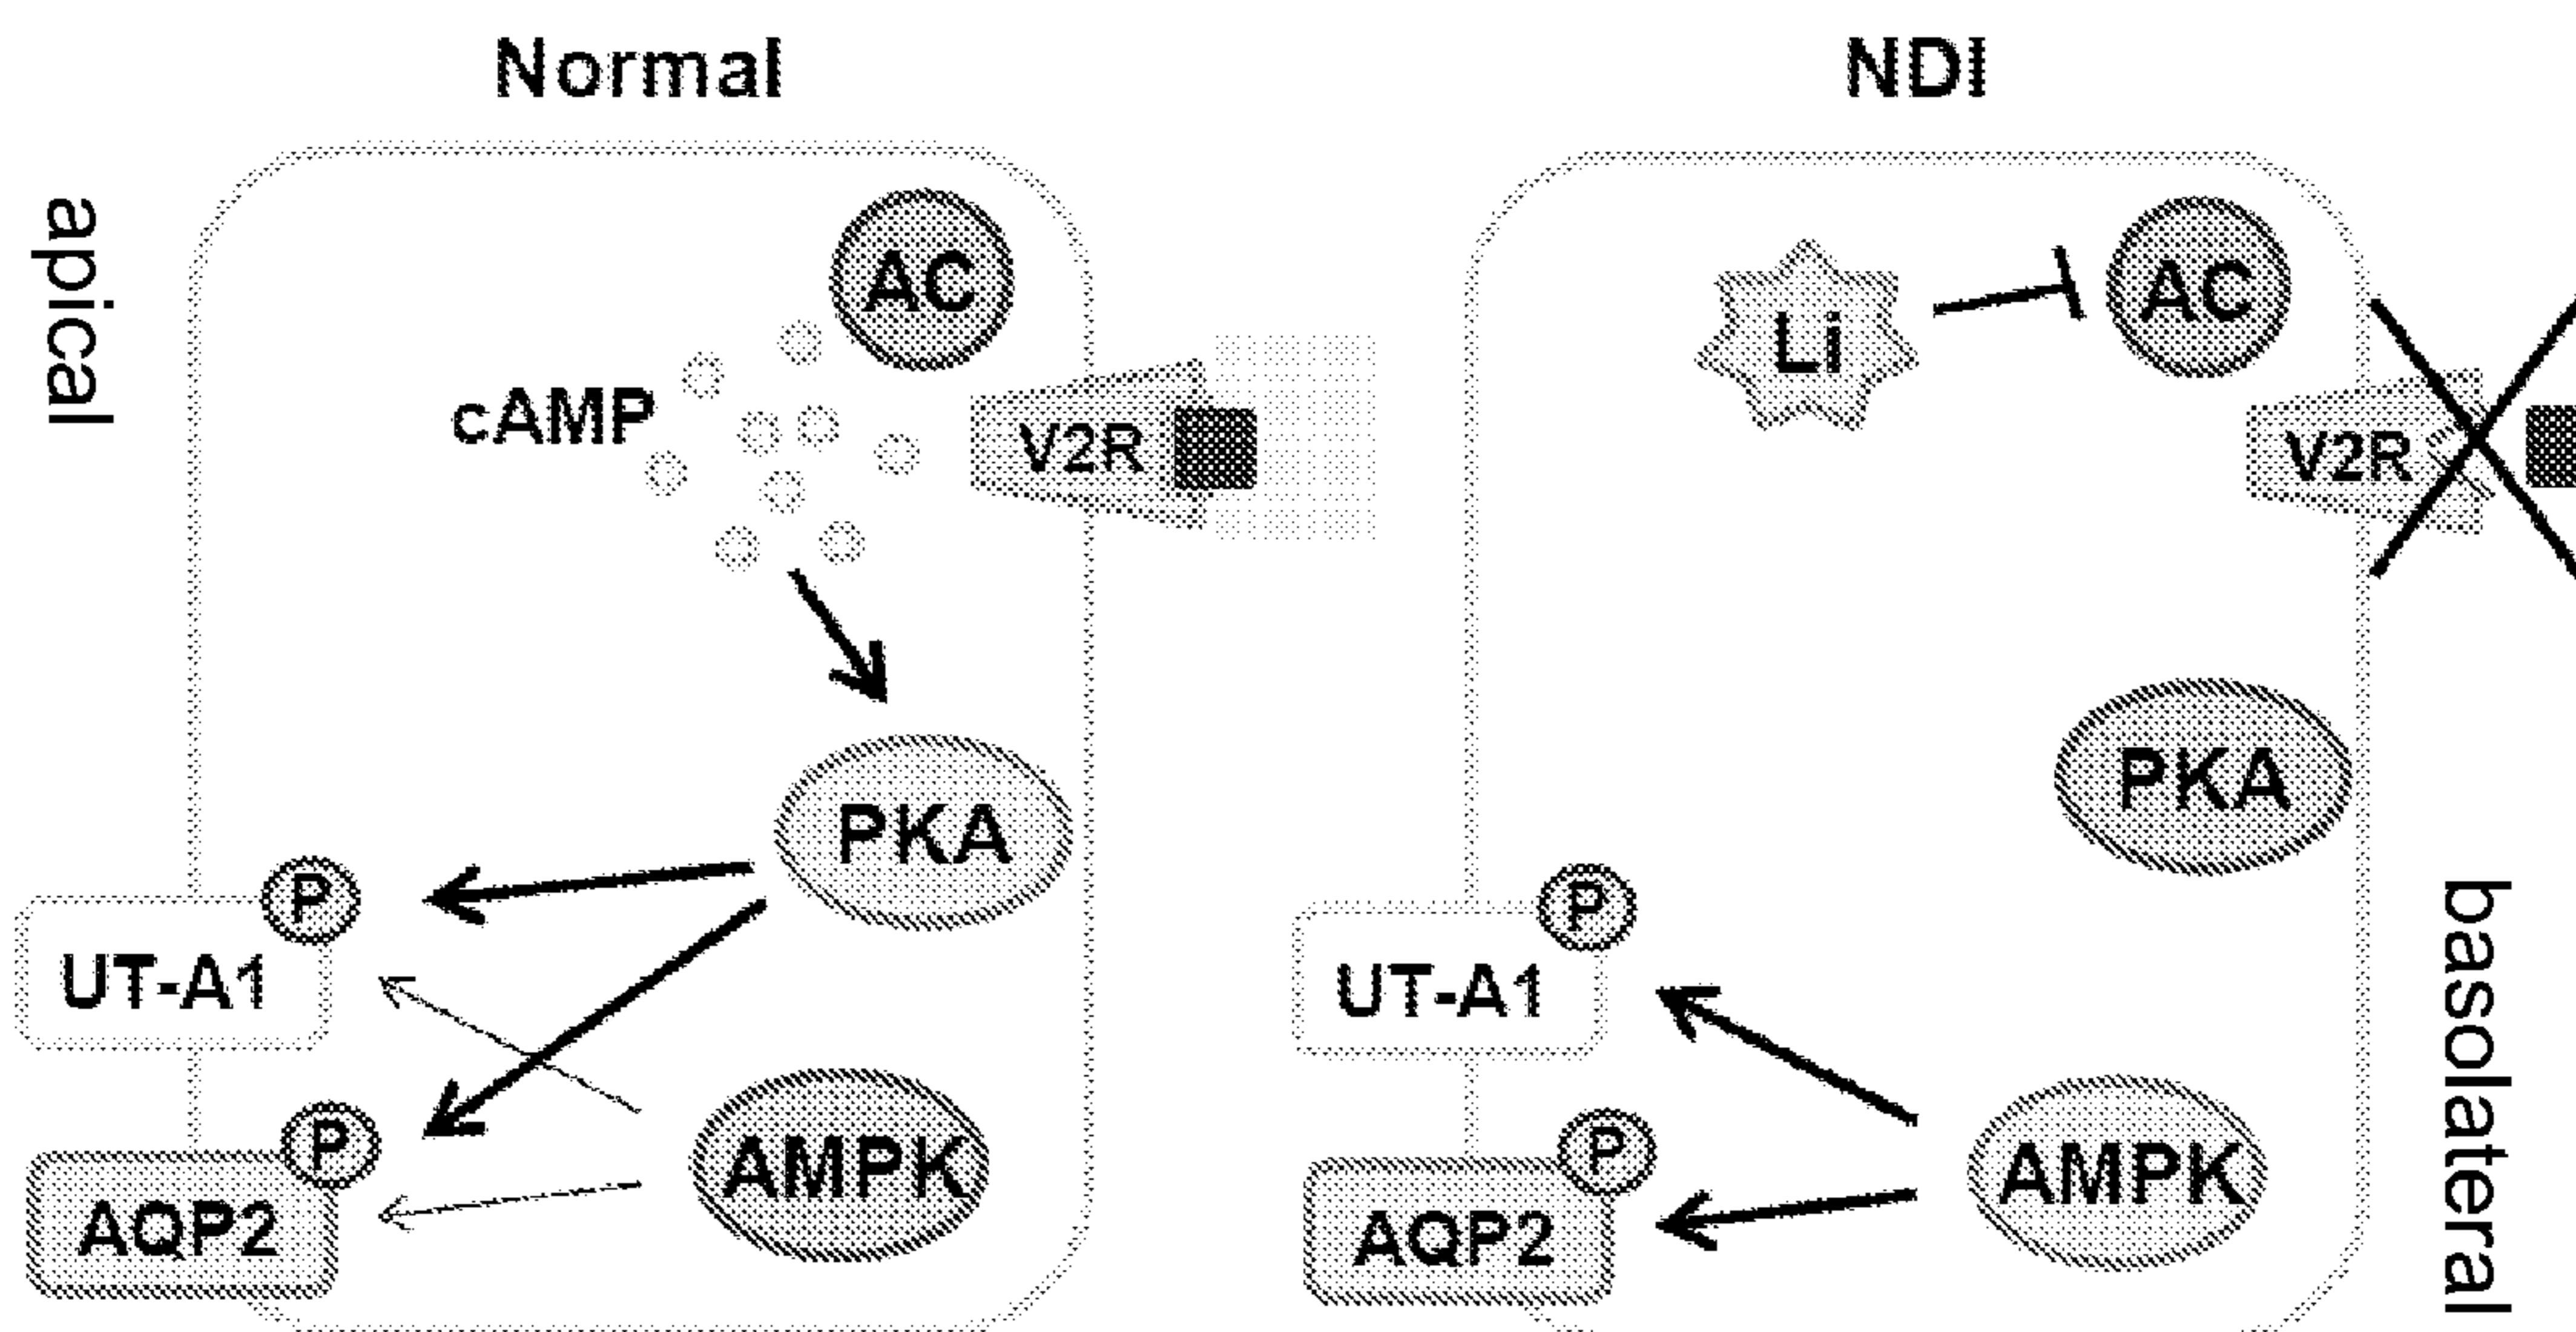 Normal
apical
AC
cAMP
V2R
PKA
P
UT-A1
P
AQP2
AMPK
NDI
Li
AC
V2R
PKA
P
UT-A1
P
AQP2
AMPK
basolateral